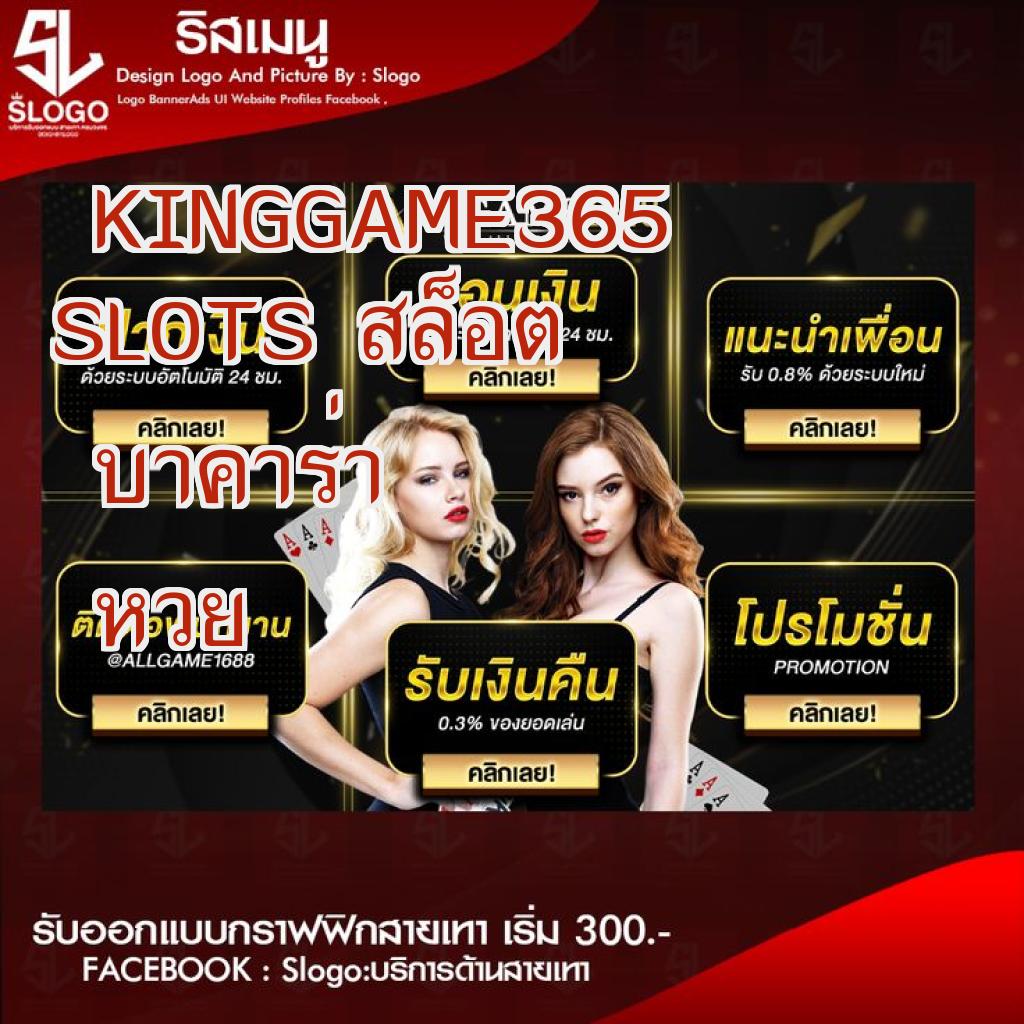 SLOGO
ริสเมนู
Design Logo And Picture By : Slogo
Logo BannerAds UI Website Profiles Facebook .
KINGGAME365
SLOTS สล็อต
24 ชม.
ด้วยระบบอัตโนมัติ 24 ชม.
คลิกเลย!
คลิกเลย!
แนะนำเพื่อน
รับ 0.8% ด้วยระบบใหม่
คลิกเลย!
บาคาร่า
หวย
@ALLGAME1688
คลิกเลย!
รับเงินคืน
0.3% ของยอดเล่น
คลิกเลย!
โปรโมชั่น
PROMOTION
คลิกเลย!
รับออกแบบกราฟฟิกสายเทา เริ่ม 300.-
FACEBOOK : Slogo:บริการด้านสายเทา